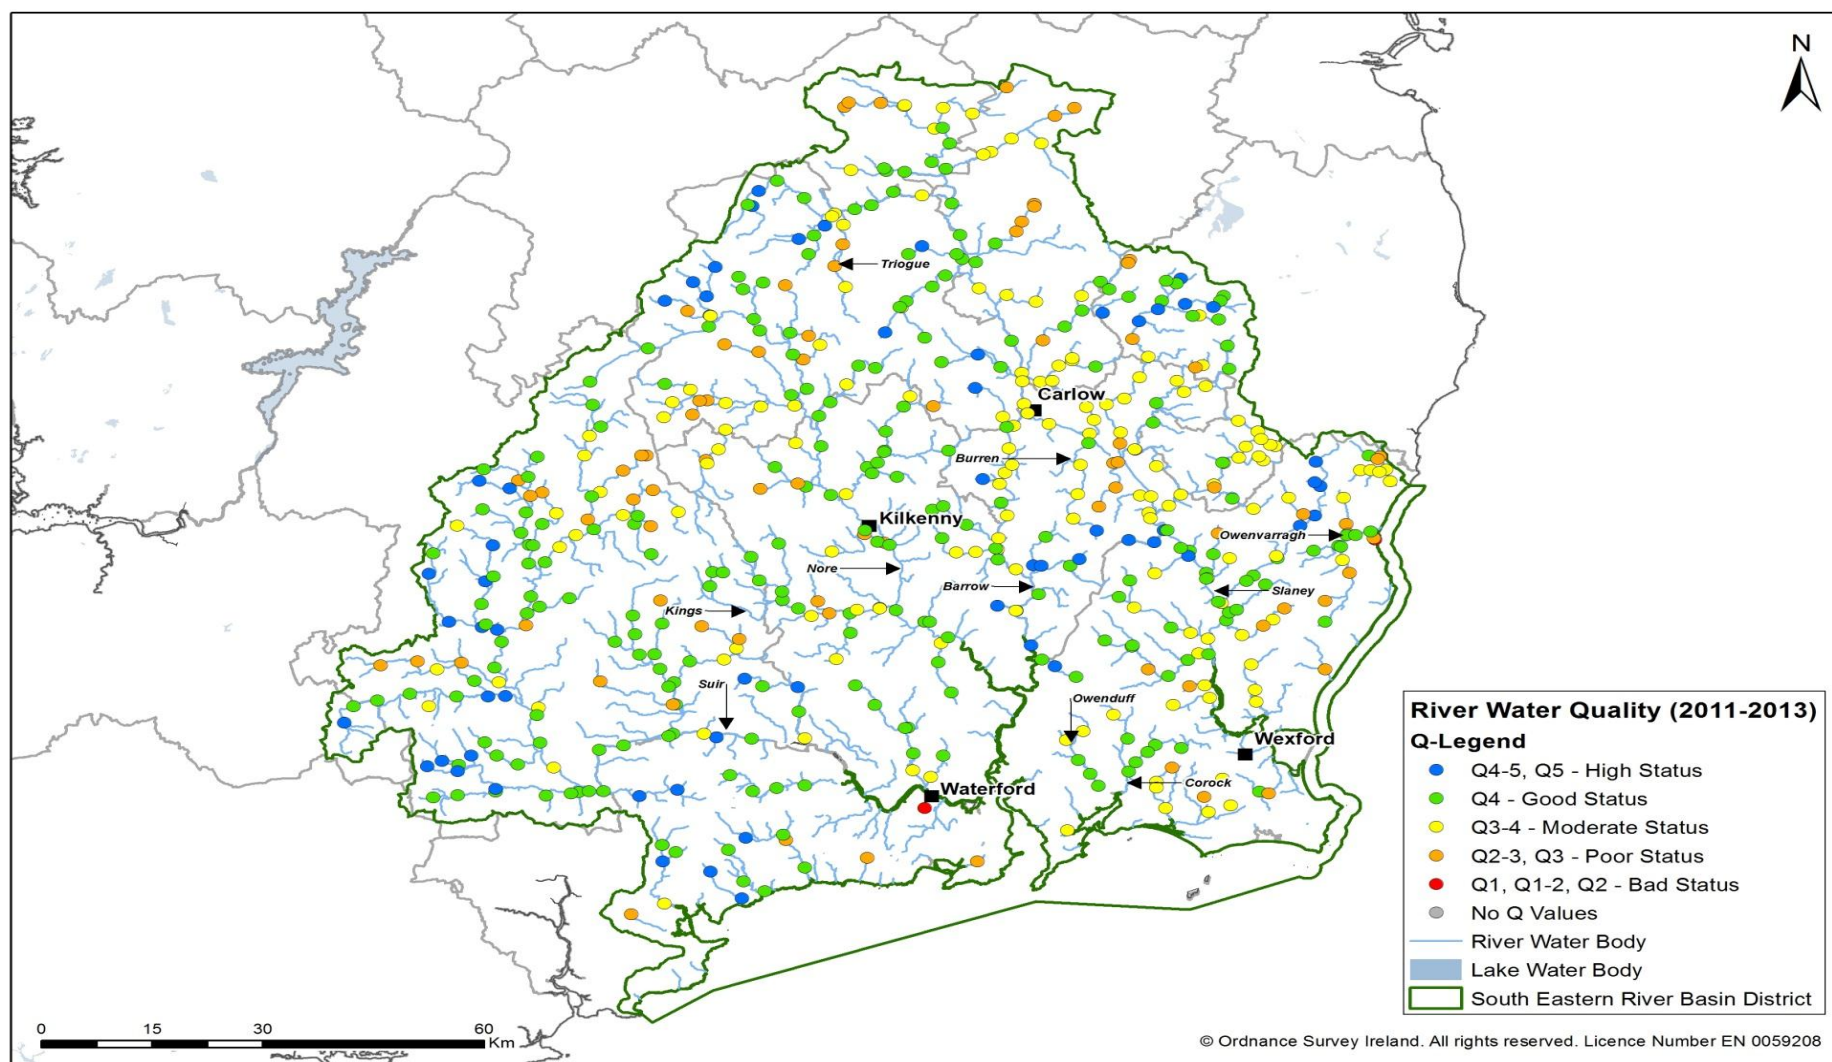 N
Triogue
Carlow
Burren
Kilkenny
Owenvarragh
Nore
Barrow
Slaney
Kings
Suir
Owenduff
Wexford
Corock
Waterford
River Water Quality (2011-2013)
Q-Legend
Q4-5, Q5 - High Status
Q4 - Good Status
Q3-4 - Moderate Status
Q2-3, Q3 - Poor Status
Q1, Q1-2, Q2 - Bad Status
No Q Values
River Water Body
Lake Water Body
South Eastern River Basin District
0 15 30 60
Km
© Ordnance Survey Ireland. All rights reserved. Licence Number EN 0059208